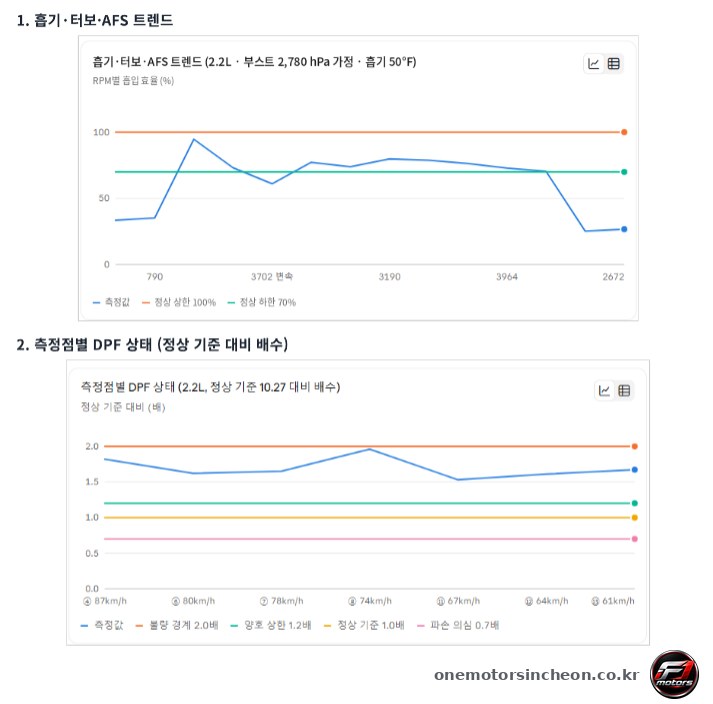 1. 흡기·터보·AFS 트렌드
흡기·터보·AFS 트렌드 (2.2L · 부스트 2,780 hPa 가정 · 흡기 50°F)
RPM별 흡입 효율 (%)
100
50
0
790 3702 변속 3190 3964 2672
측정값 정상 상한 100% 정상 하한 70%
2. 측정점별 DPF 상태 (정상 기준 대비 배수)
측정점별 DPF 상태 (2.2L, 정상 기준 10.27 대비 배수)
정상 기준 대비 (배)
2.0
1.5
1.0
0.5
0.0
④ 87km/h 80km/h ⑦ 78km/h 74km/h 67km/h 64km/h 61km/h
측정값 불량 경계 2.0배 양호 상한 1.2배 정상 기준 1.0배 파손 의심 0.7배
onemotorsincheon.co.kr
F1
motors